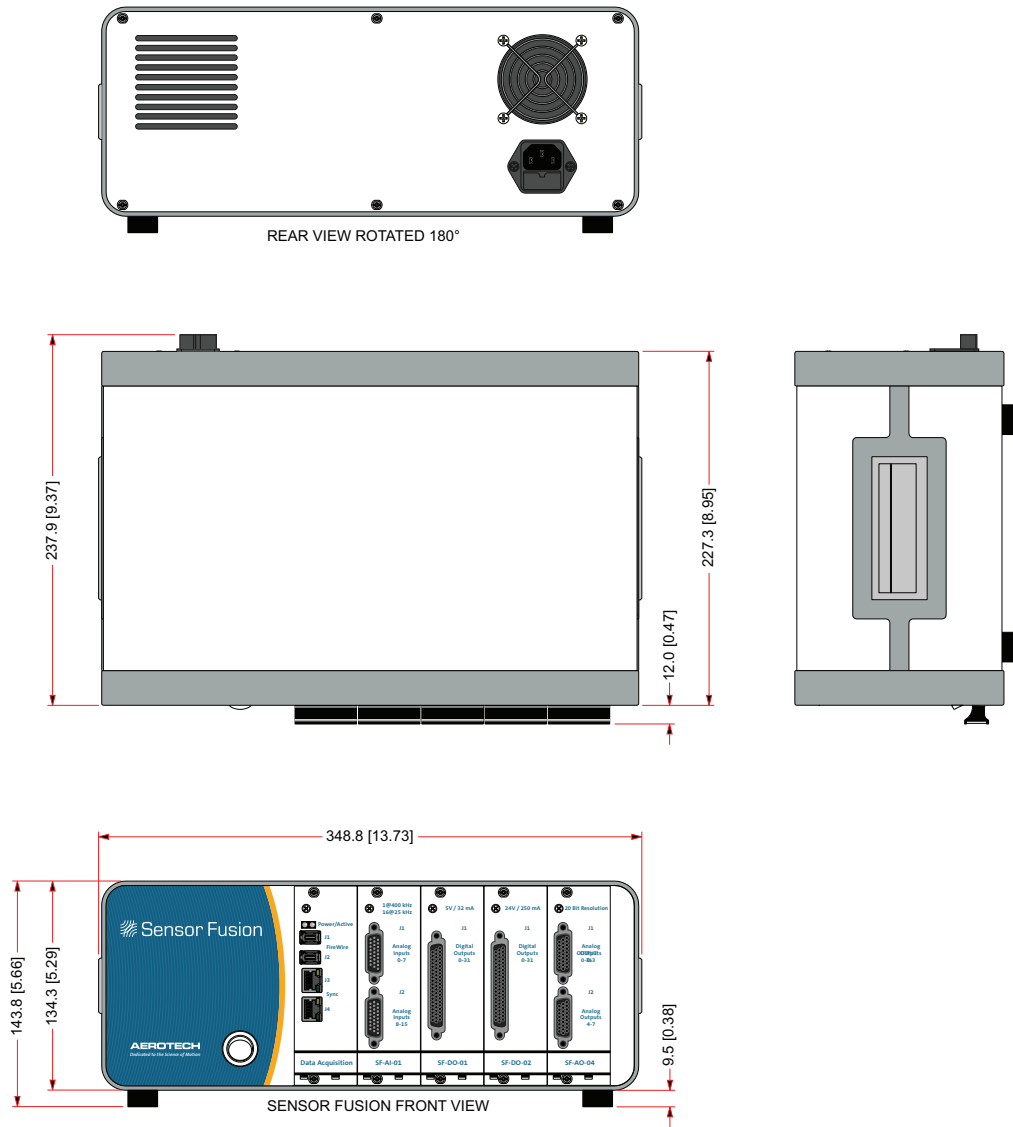 REAR VIEW ROTATED 180°
237.9 [9.37]
227.3 [8.95]
12.0 [0.47]
348.8 [13.73]
143.8 [5.66]
134.3 [5.29]
9.5 [0.38]
Sensor Fusion
AEROTECH
Dedicated to the Science of Motion
Power/Active
J1
FireWire
J2
J3
Sync
J4
Data Acquisition
1@400 kHz
16@25 kHz
J1
Analog
Inputs
0-7
J2
Analog
Inputs
8-15
SF-AI-01
5V / 32 mA
J1
Digital
Outputs
0-31
SF-DO-01
24V / 250 mA
J1
Digital
Outputs
0-31
SF-DO-02
20 Bit Resolution
J1
Analog
J2
Analog
Outputs
4-7
SF-AO-04
SENSOR FUSION FRONT VIEW